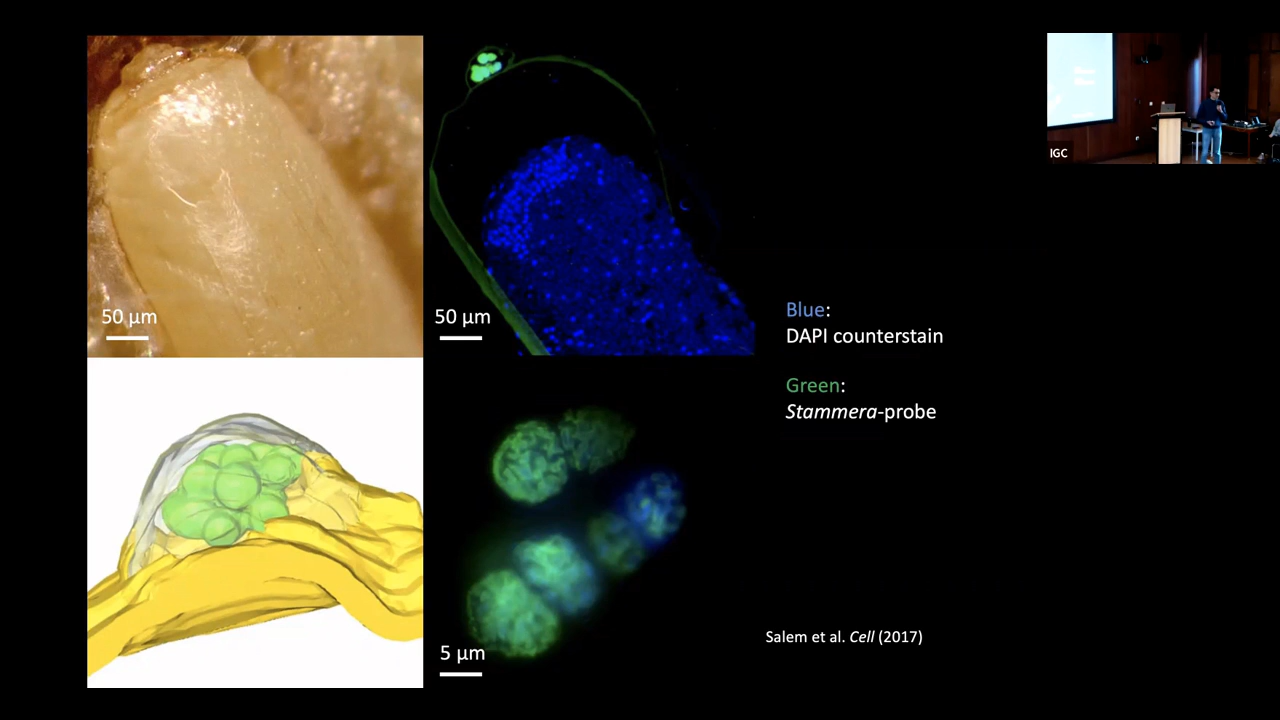 50 μm
50 μm
Blue:
DAPI counterstain
Green:
Stammera-probe
5 μm
Salem et al. Cell (2017)
IGC